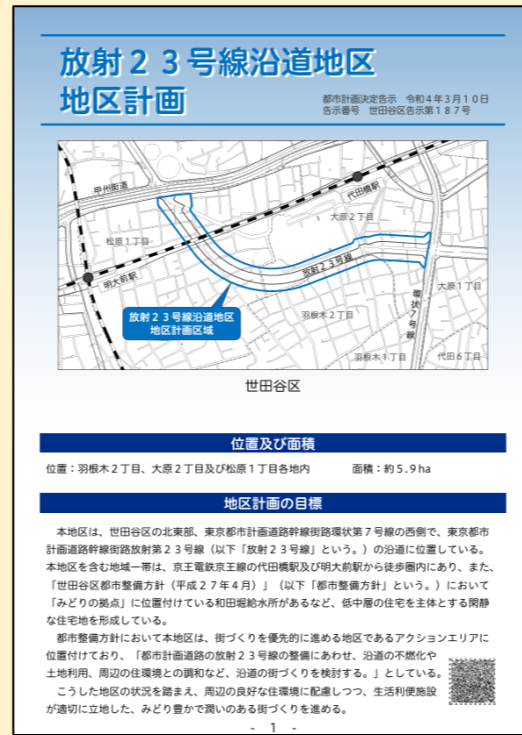 放射２３号線沿道地区
地区計画
都市計画決定告示　令和４年３月１０日
告示番号　世田谷区告示第１８７号
甲州街道
代田橋駅
大原２丁目
松原１丁目
明大前駅
放射２３号線
環状７号線
大原１丁目
放射２３号線沿道地区
地区計画区域
羽根木２丁目
羽根木１丁目
代田６丁目
世田谷区
位置及び面積
位置：羽根木２丁目、大原２丁目及び松原１丁目各地内　　面積：約５.９ha
地区計画の目標
本地区は、世田谷区の北東部、東京都市計画道路幹線街路環状第７号線の西側で、東京都市
計画道路幹線街路放射第２３号線（以下「放射２３号線」という。）の沿道に位置している。
本地区を含む地域一帯は、京王電鉄京王線の代田橋駅及び明大前駅から徒歩圏内にあり、また、
「世田谷区都市整備方針（平成２７年４月）」（以下「都市整備方針」という。）において
「みどりの拠点」に位置付けている和田堀給水所があるなど、低中層の住宅を主体とする閑静
な住宅地を形成している。
都市整備方針において本地区は、街づくりを優先的に進める地区であるアクションエリアに
位置付けており、「都市計画道路の放射２３号線の整備にあわせ、沿道の不燃化や
土地利用、周辺の住環境との調和など、沿道の街づくりを検討する。」としている。
こうした地区の状況を踏まえ、周辺の良好な住環境に配慮しつつ、生活利便施設
が適切に立地した、みどり豊かで潤いのある街づくりを進める。
- 1 -